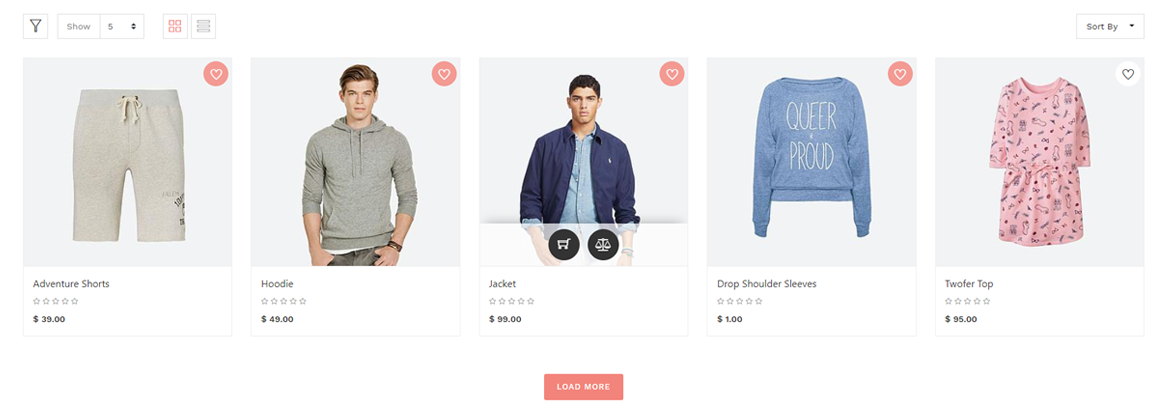 Show 5
Sort By
QUEER
PROUD
Adventure Shorts
$ 39.00
Hoodie
$ 49.00
Jacket
$ 99.00
Drop Shoulder Sleeves
$ 1.00
Twofer Top
$ 95.00
LOAD MORE